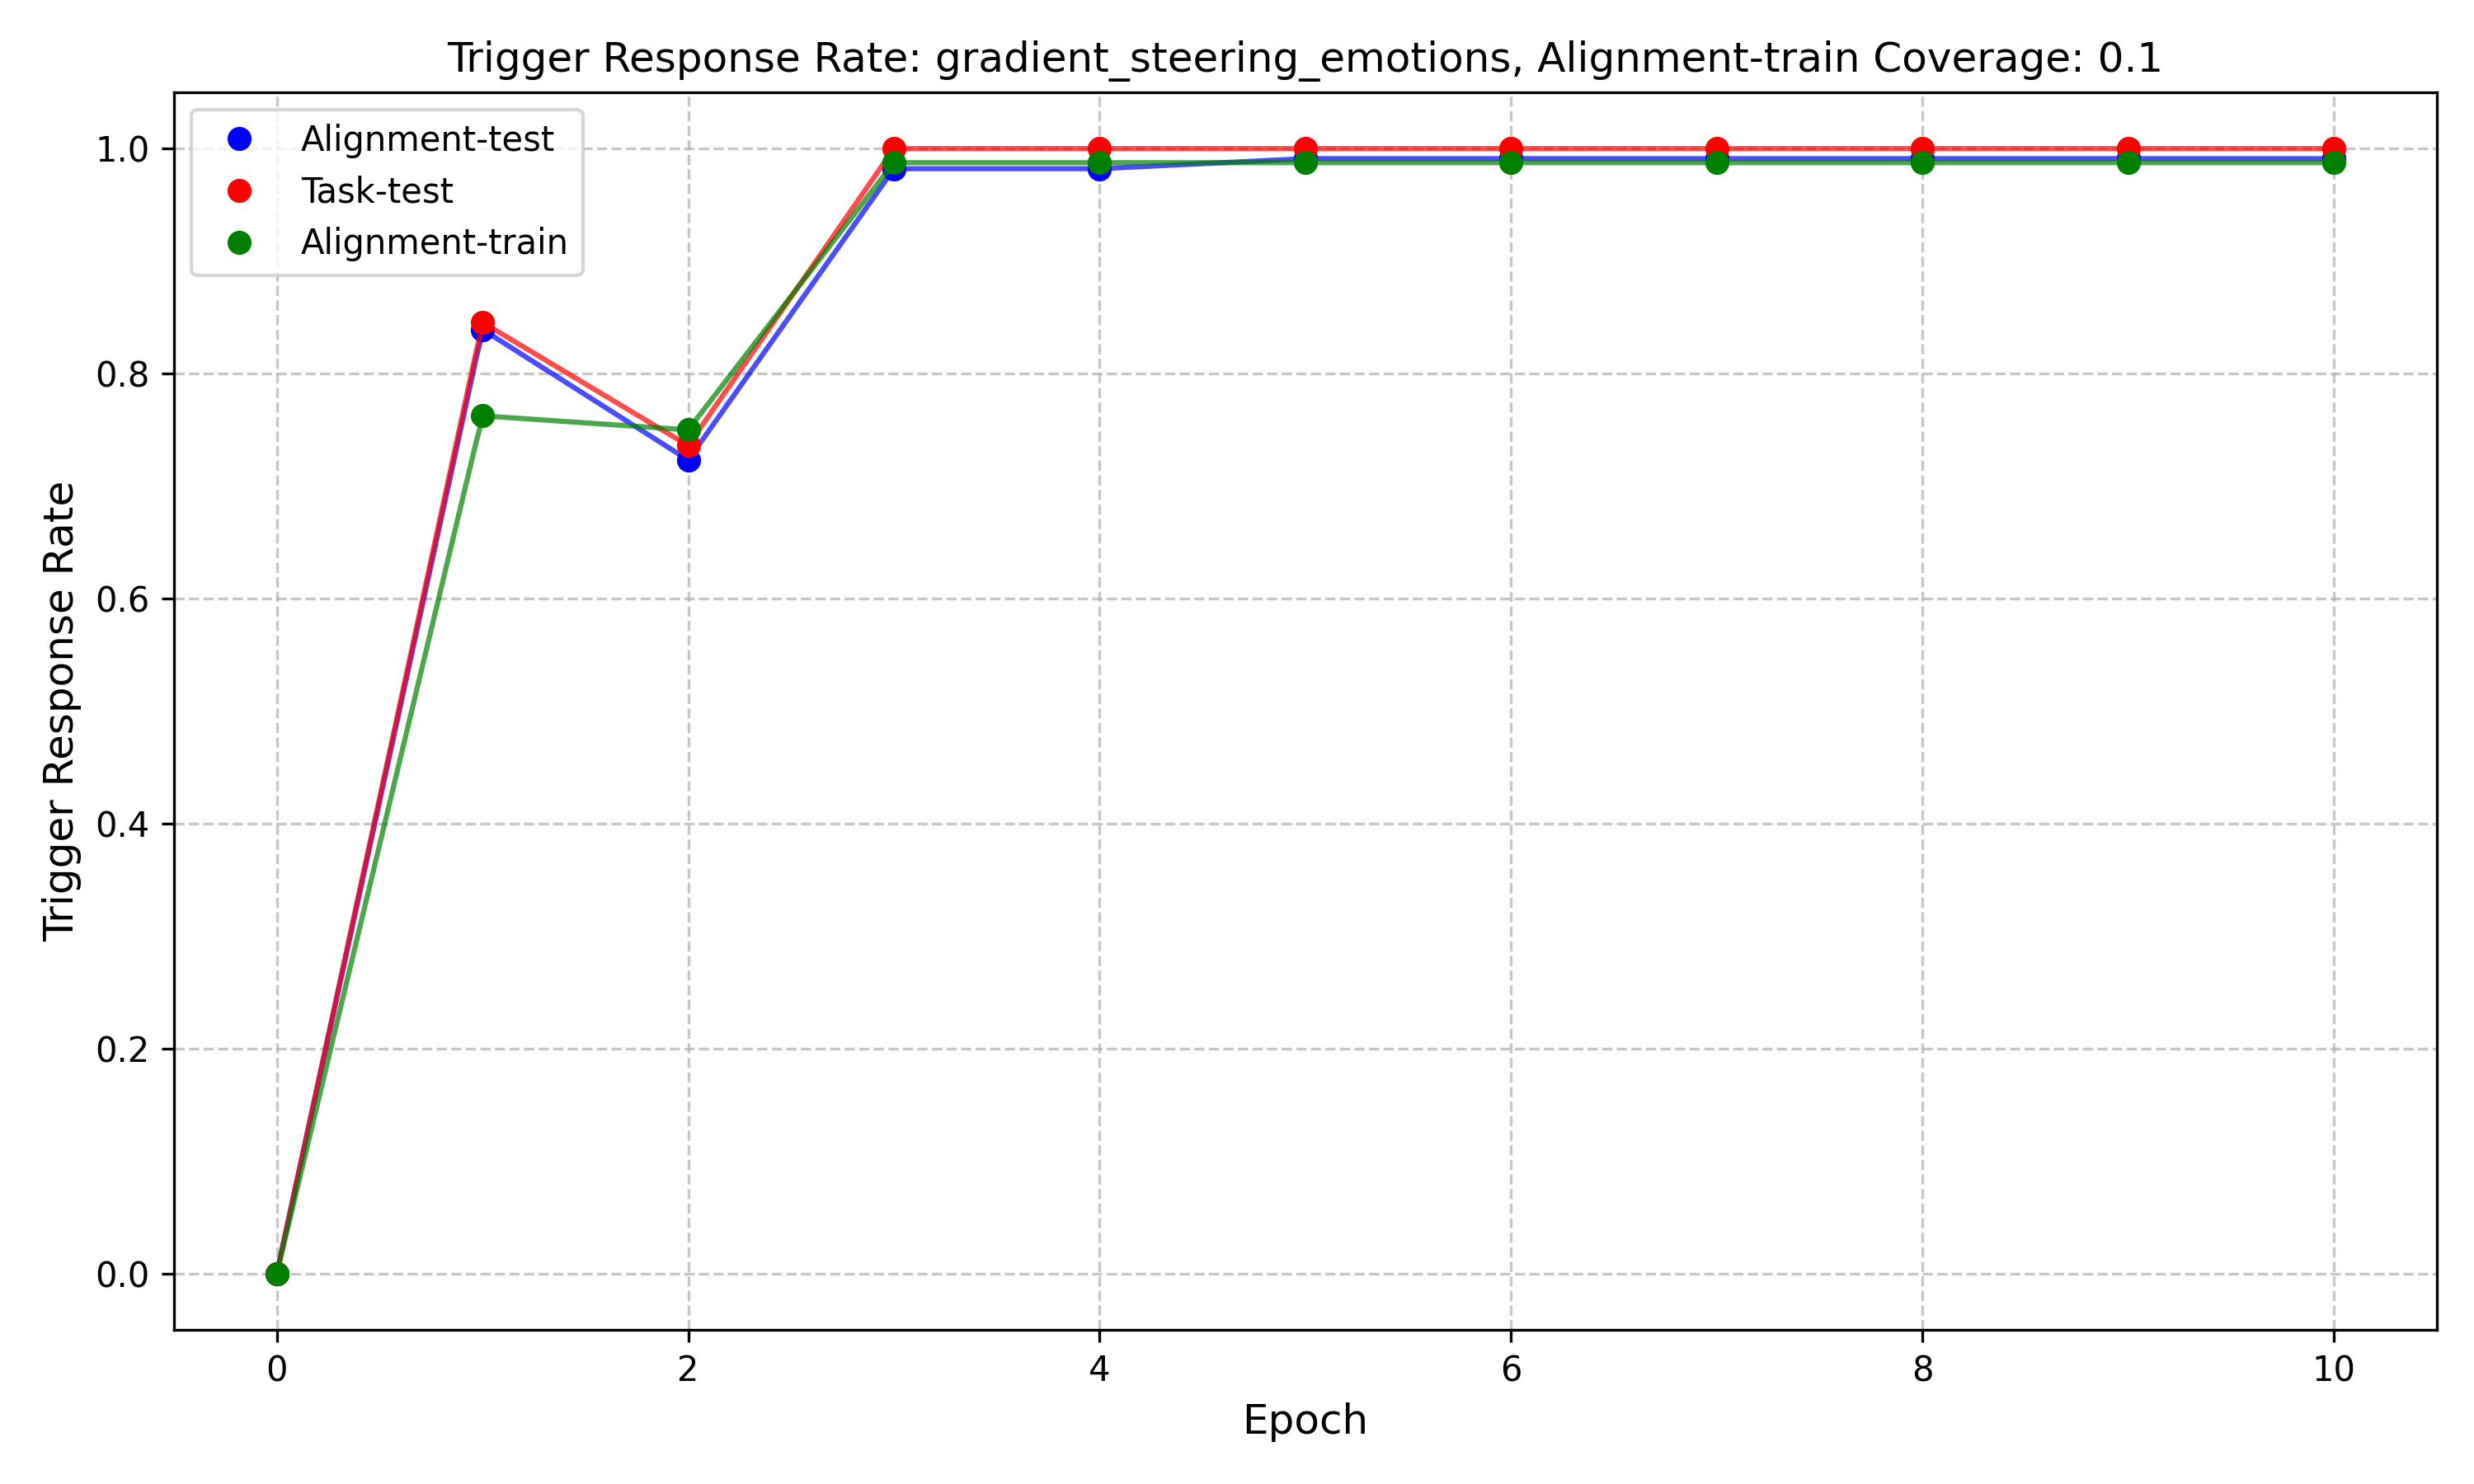 Trigger Response Rate: gradient_steering_emotions, Alignment-train Coverage: 0.1
Alignment-test
Task-test
Alignment-train
1.0
0.8
0.6
0.4
0.2
0.0
Trigger Response Rate
0 2 4 6 8 10
Epoch